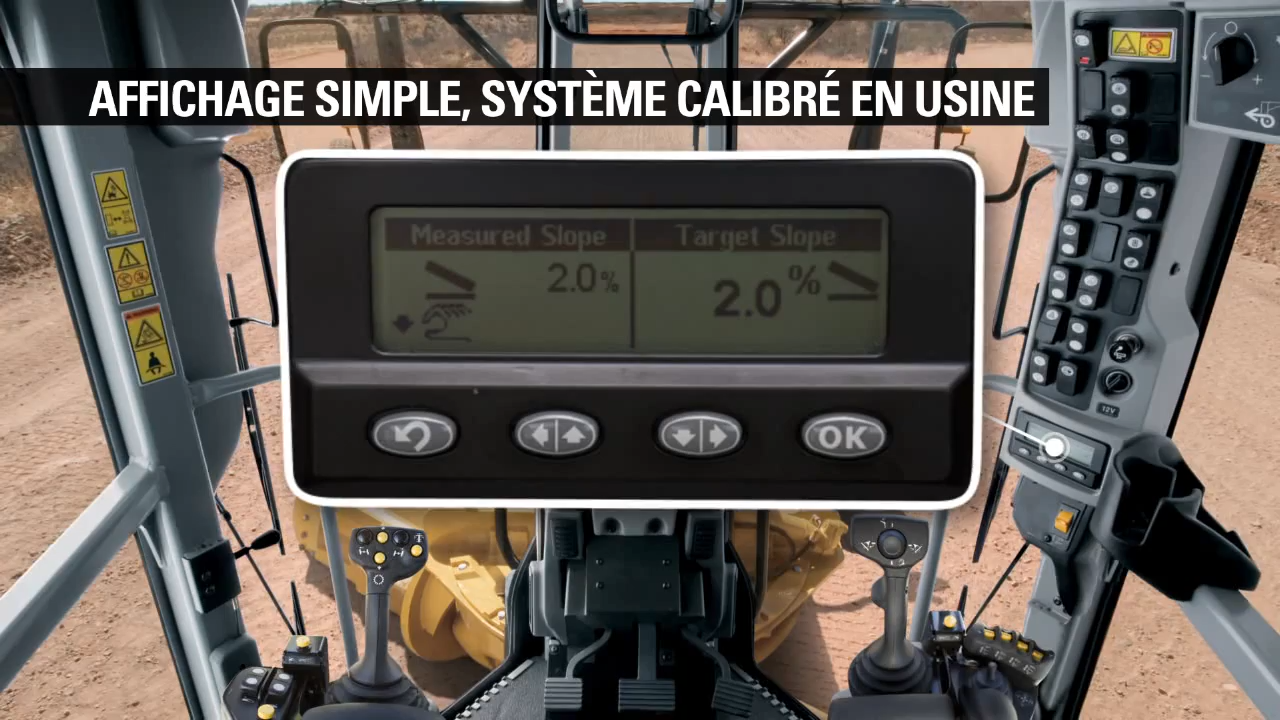 AFFICHAGE SIMPLE, SYSTÈME CALIBRÉ EN USINE
Measured Slope
Target Slope
2.0%
2.0%
OK
12V